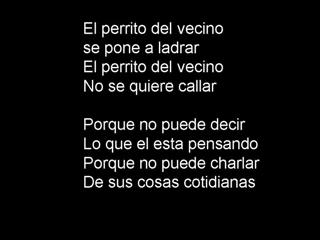 El perrito del vecino
se pone a ladrar
El perrito del vecino
No se quiere callar

Porque no puede decir
Lo que el esta pensando
Porque no puede charlar
De sus cosas cotidianas